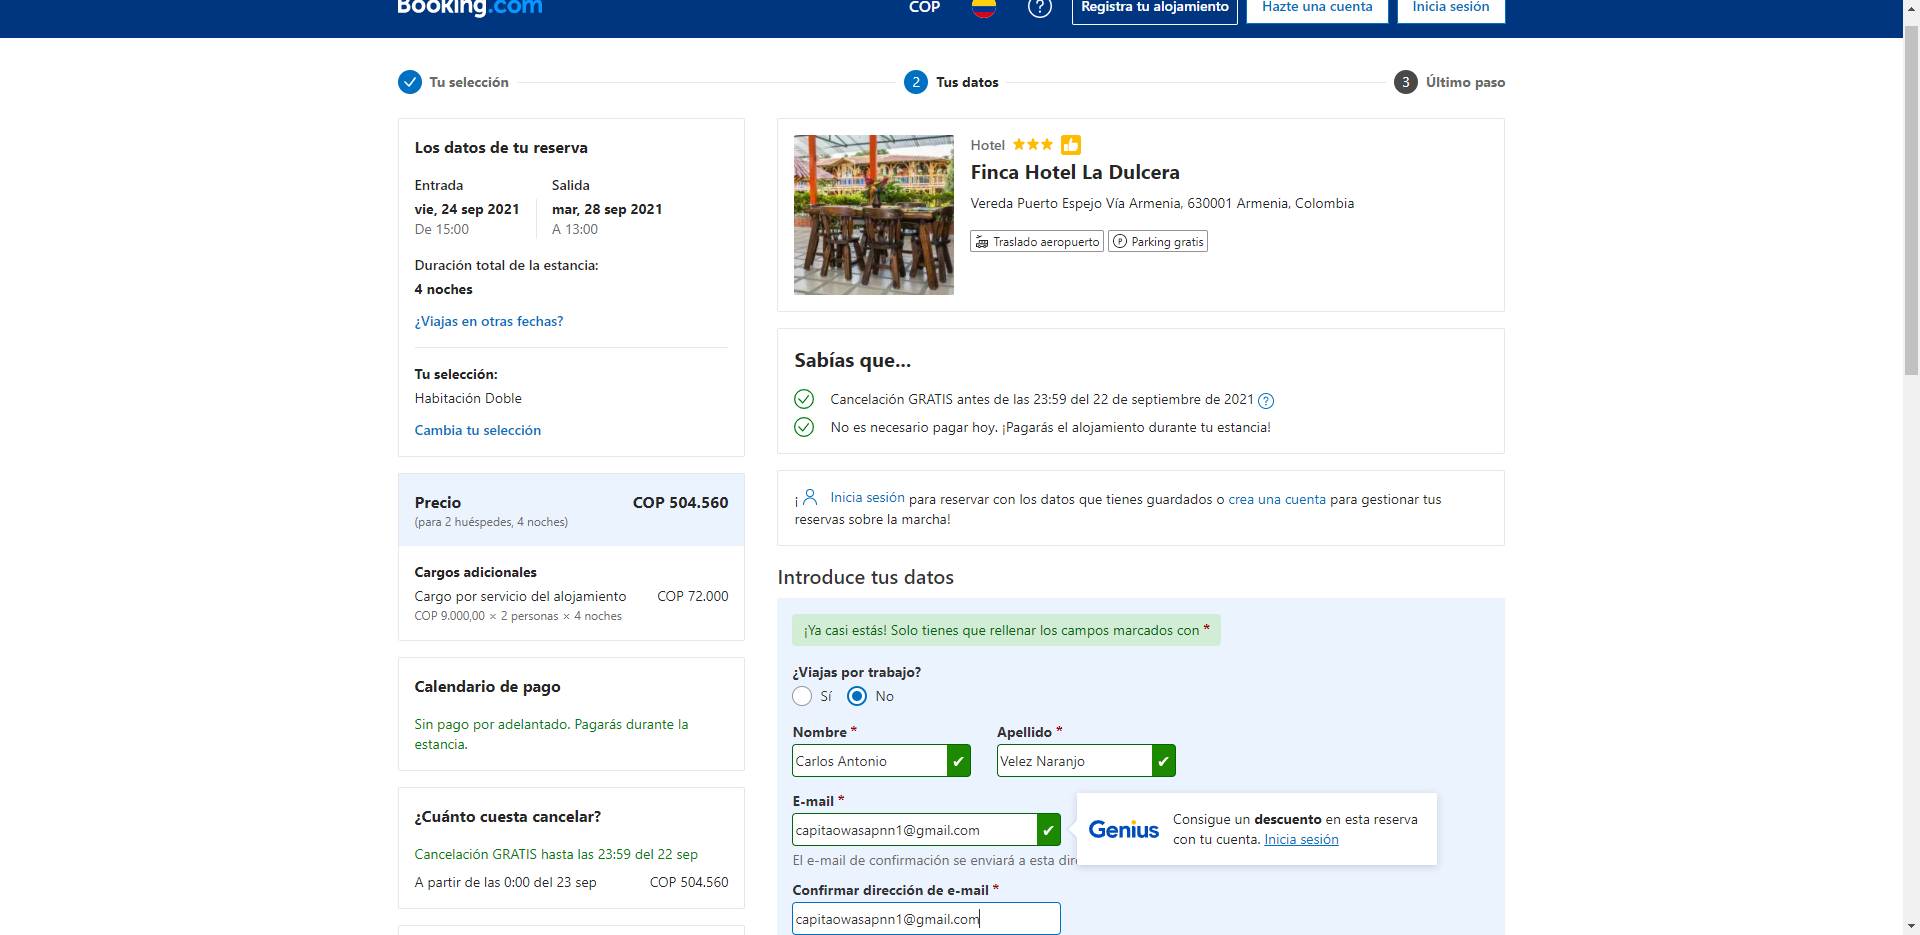 Booking.com
COP
?
Registra tu alojamiento
Hazte una cuenta
Inicia sesión
Tu selección
2 Tus datos
3 Último paso
Los datos de tu reserva
Entrada
Salida
vie, 24 sep 2021
mar, 28 sep 2021
De 15:00
A 13:00
Duración total de la estancia:
4 noches
¿Viajas en otras fechas?
Tu selección:
Habitación Doble
Cambia tu selección
Precio COP 504.560
(para 2 huéspedes, 4 noches)
Cargos adicionales
Cargo por servicio del alojamiento COP 72.000
COP 9.000,00 × 2 personas × 4 noches
Calendario de pago
Sin pago por adelantado. Pagarás durante la
estancia.
¿Cuánto cuesta cancelar?
Cancelación GRATIS hasta las 23:59 del 22 sep
A partir de las 0:00 del 23 sep COP 504.560
Hotel
Finca Hotel La Dulcera
Vereda Puerto Espejo Vía Armenia, 630001 Armenia, Colombia
Traslado aeropuerto
P Parking gratis
Sabías que...
Cancelación GRATIS antes de las 23:59 del 22 de septiembre de 2021 ?
No es necesario pagar hoy. ¡Pagarás el alojamiento durante tu estancia!
¡ Inicia sesión para reservar con los datos que tienes guardados o crea una cuenta para gestionar tus
reservas sobre la marcha!
Introduce tus datos
¡Ya casi estás! Solo tienes que rellenar los campos marcados con *
¿Viajas por trabajo?
Sí No
Nombre *
Apellido *
Carlos Antonio
Velez Naranjo
E-mail *
capitaowasapnn1@gmail.com
Genius
Consigue un descuento en esta reserva
con tu cuenta. Inicia sesión
El e-mail de confirmación se enviará a esta dire
Confirmar dirección de e-mail *
capitaowasapnn1@gmail.com